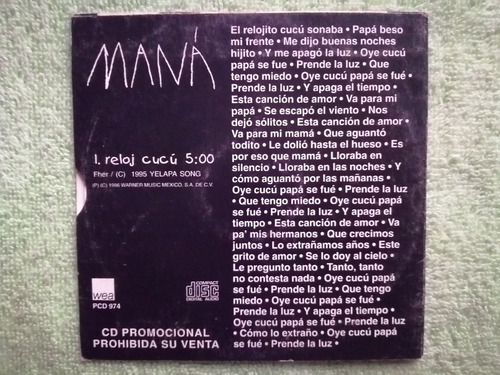 MANÁ
1. reloj cucú 5:00
Fher / (C) 1995 YELAPA SONG
(P) (C) 1996 WARNER MUSIC MEXICO, S.A. DE C.V.
wea
PCD 974
COMPACT
disc
DIGITAL AUDIO
CD PROMOCIONAL
PROHIBIDA SU VENTA
El relojito cucú sonaba • Papá beso
mi frente • Me dijo buenas noches
hijito • Y me apagó la luz • Oye cucú
papá se fué • Prende la luz • Que
tengo miedo • Oye cucú papá se fué •
Prende la luz • Y apaga el tiempo •
Esta canción de amor • Va para mi
papá • Se escapó el viento • Nos
dejó sólitos • Esta canción de amor •
Va para mi mamá • Que aguantó
todito • Le dolió hasta el hueso • Es
por eso que mamá • Lloraba en
silencio • Lloraba en las noches • Y
cómo aguantó por las mañanas •
Oye cucú papá se fué • Prende la luz
• Que tengo miedo • Oye cucú papá
se fué • Prende la luz • Y apaga el
tiempo • Esta canción de amor • Va
pa' mis hermanos • Que crecimos
juntos • Lo extrañamos años • Este
grito de amor • Se lo doy al cielo •
Le pregunto tanto • Tanto, tanto
no contesta nada • Oye cucú papá
se fué • Prende la luz • Que tengo
miedo • Oye cucú papá se fué •
Prende la luz • Y apaga el tiempo •
Oye cucú papá se fué • Prende la luz
• Cómo lo extraño • Oye cucú papá
se fué • Prende la luz •